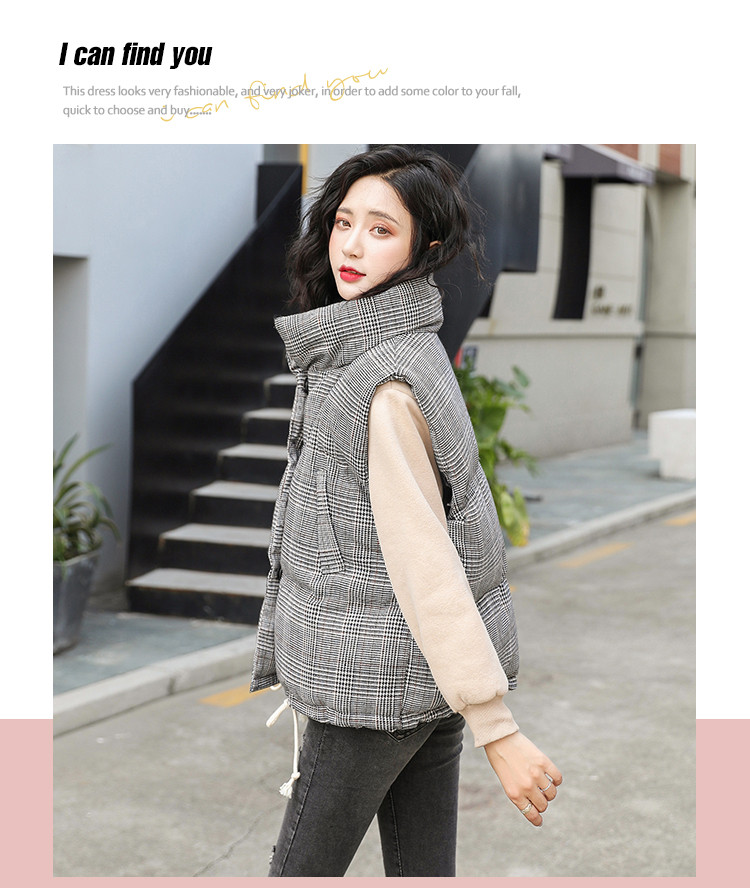 I can find you
This dress looks very fashionable, and very joker, in order to add some color to your fall,
quick to choose and buy.......
I can find you